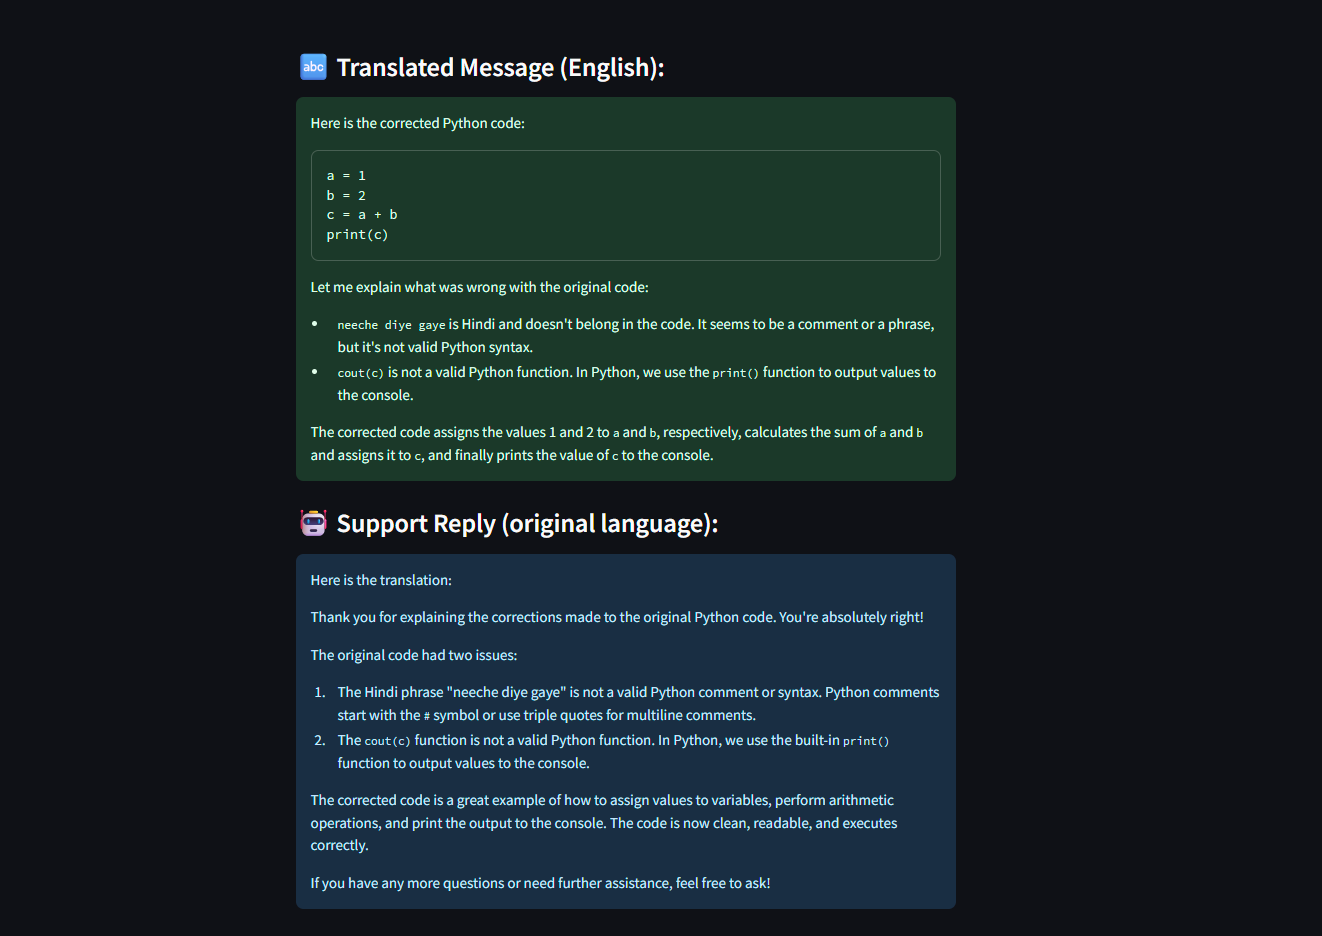 abc
Translated Message (English):
Here is the corrected Python code:
a = 1
b = 2
c = a + b
print(c)
Let me explain what was wrong with the original code:
• neeche diye gaye is Hindi and doesn't belong in the code. It seems to be a comment or a phrase,
but it's not valid Python syntax.
• cout(c) is not a valid Python function. In Python, we use the print() function to output values to
the console.
The corrected code assigns the values 1 and 2 to a and b, respectively, calculates the sum of a and b
and assigns it to c, and finally prints the value of c to the console.
Support Reply (original language):
Here is the translation:
Thank you for explaining the corrections made to the original Python code. You're absolutely right!
The original code had two issues:
1. The Hindi phrase "neeche diye gaye" is not a valid Python comment or syntax. Python comments
start with the # symbol or use triple quotes for multiline comments.
2. The cout(c) function is not a valid Python function. In Python, we use the built-in print()
function to output values to the console.
The corrected code is a great example of how to assign values to variables, perform arithmetic
operations, and print the output to the console. The code is now clean, readable, and executes
correctly.
If you have any more questions or need further assistance, feel free to ask!